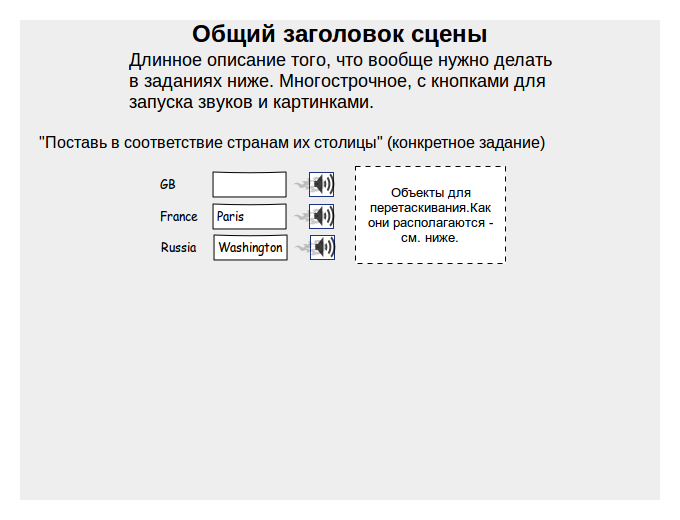 Общий заголовок сцены
Длинное описание того, что вообще нужно делать
в заданиях ниже. Многострочное, с кнопками для
запуска звуков и картинками.
"Поставь в соответствие странам их столицы" (конкретное задание)
GB
France Paris
Russia Washington
Объекты для
перетаскивания.Как
они располагаются -
см. ниже.